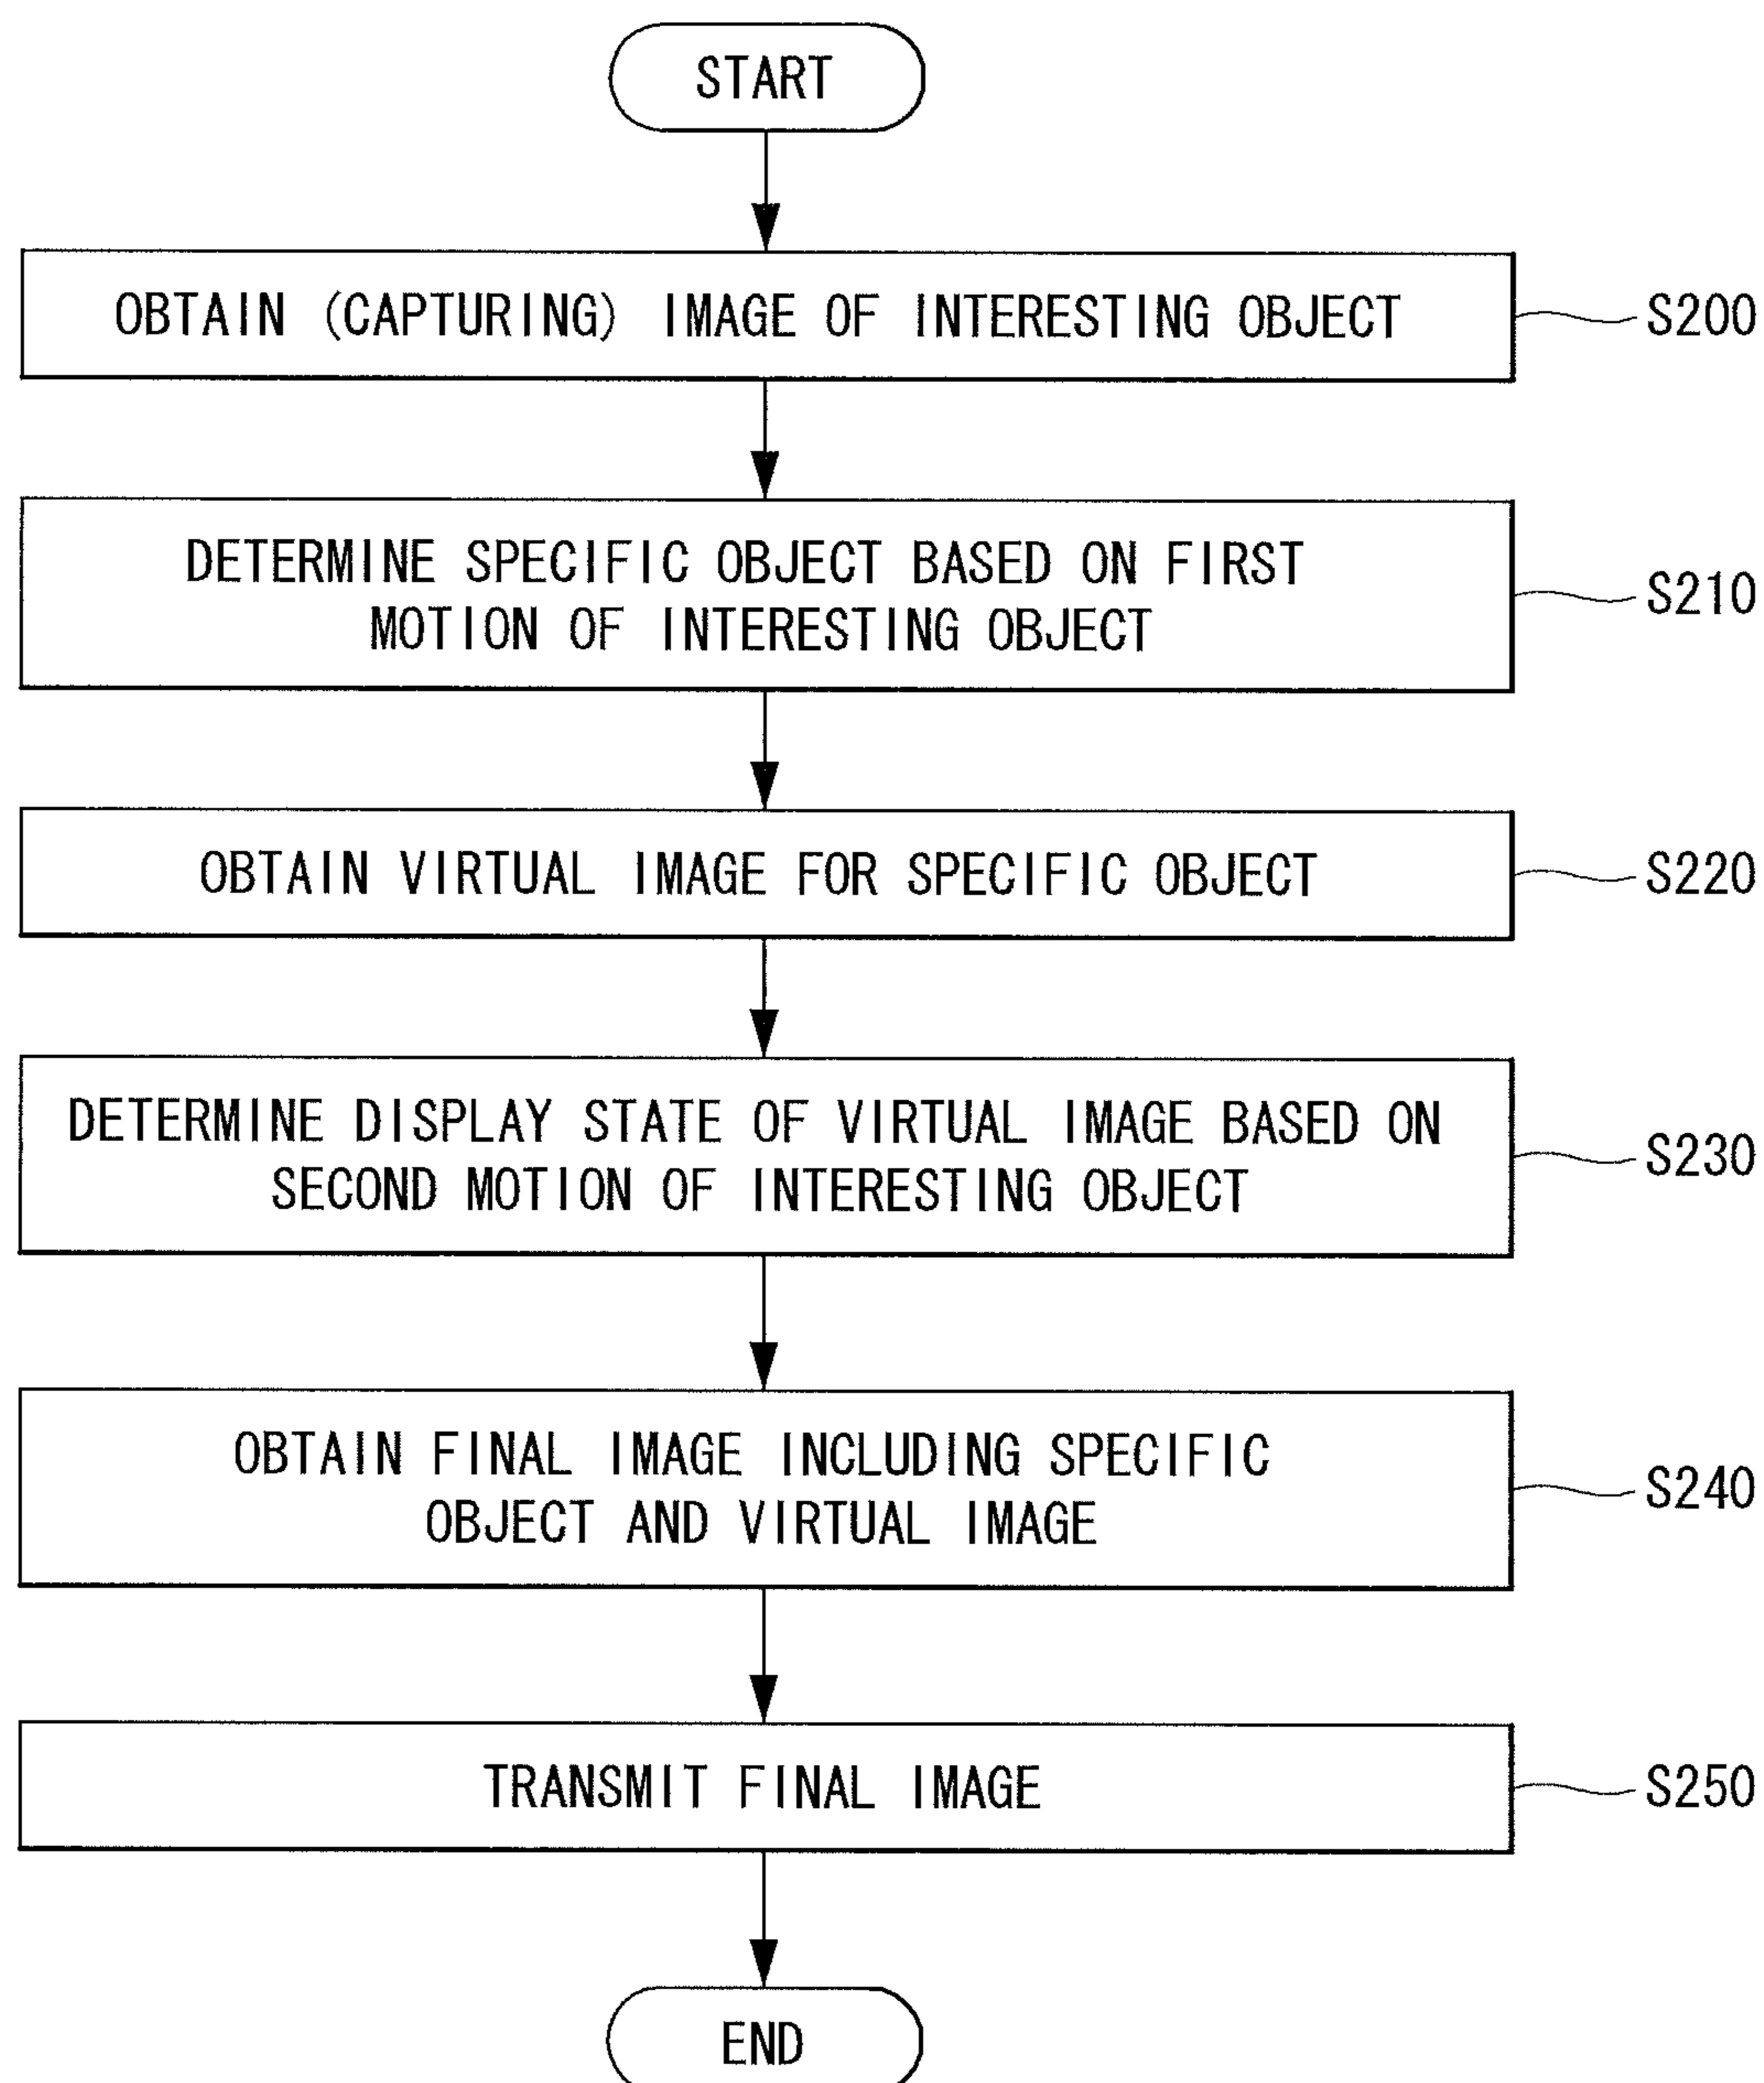 START
OBTAIN (CAPTURING) IMAGE OF INTERESTING OBJECT
S200
DETERMINE SPECIFIC OBJECT BASED ON FIRST
MOTION OF INTERESTING OBJECT
S210
OBTAIN VIRTUAL IMAGE FOR SPECIFIC OBJECT
S220
DETERMINE DISPLAY STATE OF VIRTUAL IMAGE BASED ON
SECOND MOTION OF INTERESTING OBJECT
S230
OBTAIN FINAL IMAGE INCLUDING SPECIFIC
OBJECT AND VIRTUAL IMAGE
S240
TRANSMIT FINAL IMAGE
S250
END